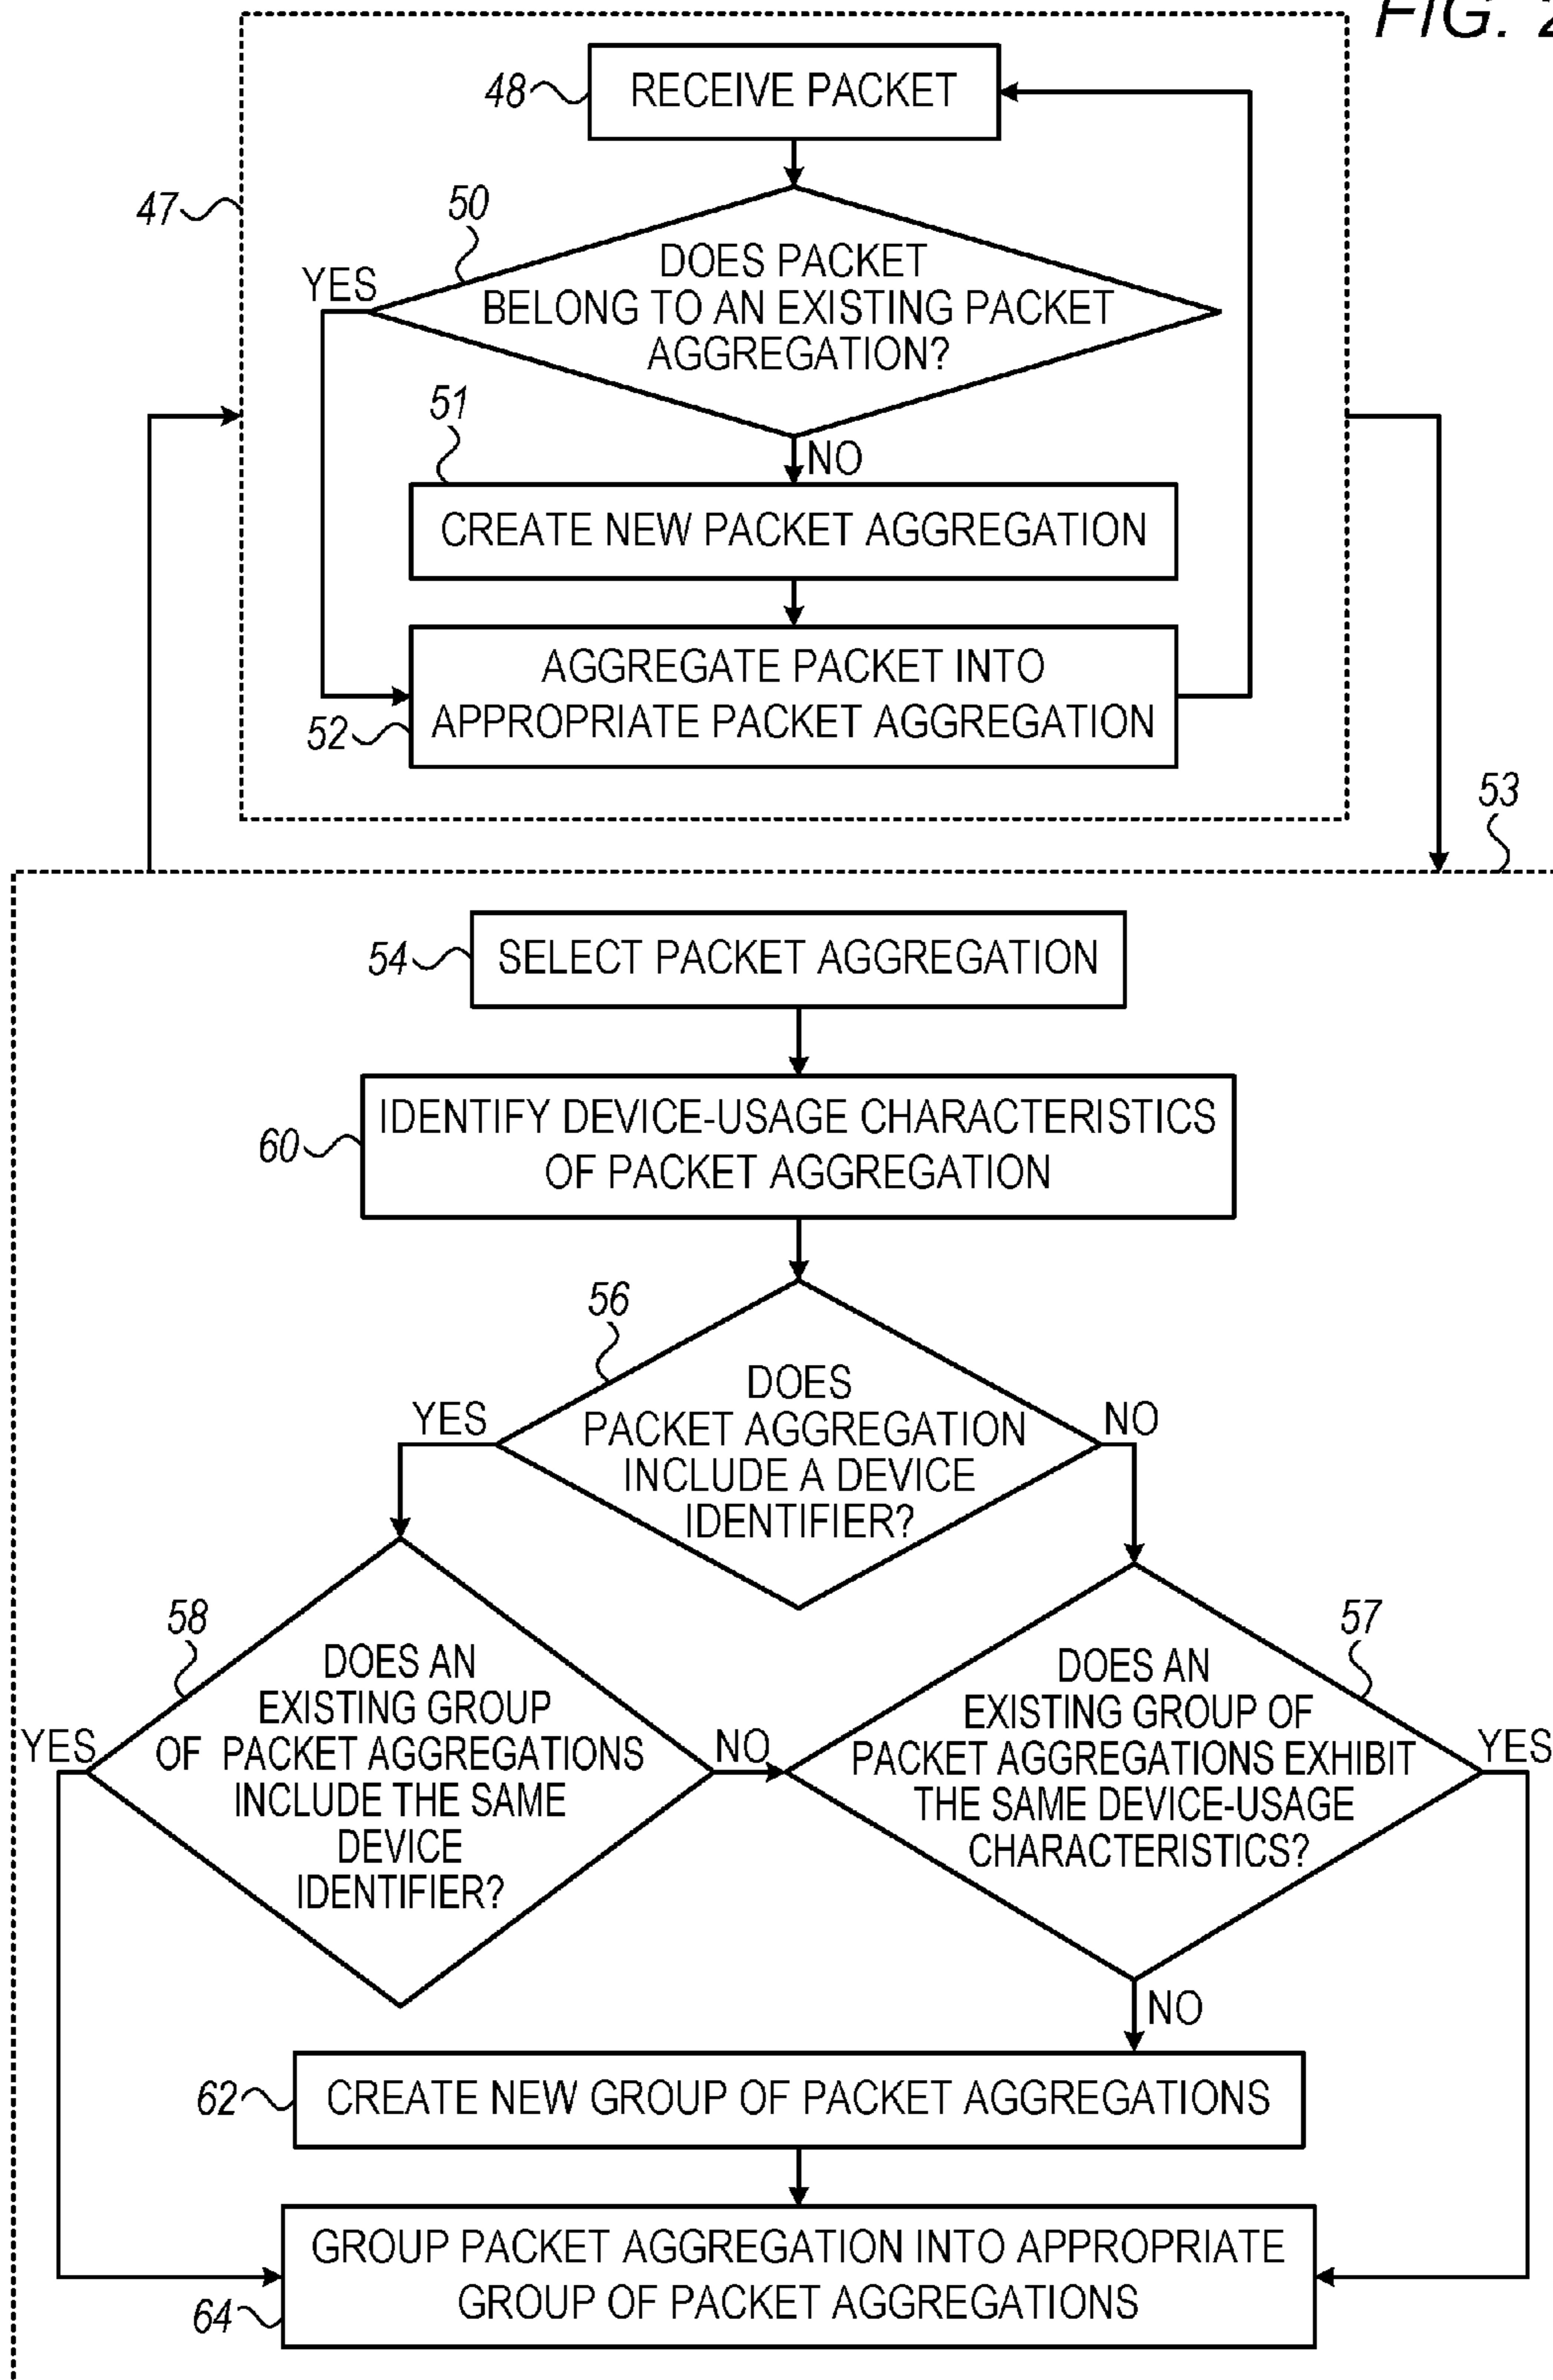 FIG. 2
48
RECEIVE PACKET
47
50
YES
DOES PACKET
BELONG TO AN EXISTING PACKET
AGGREGATION?
51
NO
CREATE NEW PACKET AGGREGATION
AGGREGATE PACKET INTO
APPROPRIATE PACKET AGGREGATION
52
53
54
SELECT PACKET AGGREGATION
IDENTIFY DEVICE-USAGE CHARACTERISTICS
OF PACKET AGGREGATION
60
56
YES
DOES
PACKET AGGREGATION
INCLUDE A DEVICE
IDENTIFIER?
NO
58
YES
DOES AN
EXISTING GROUP
OF PACKET AGGREGATIONS
INCLUDE THE SAME
DEVICE
IDENTIFIER?
NO
57
DOES AN
EXISTING GROUP OF
PACKET AGGREGATIONS EXHIBIT
THE SAME DEVICE-USAGE
CHARACTERISTICS?
YES
NO
62
CREATE NEW GROUP OF PACKET AGGREGATIONS
GROUP PACKET AGGREGATION INTO APPROPRIATE
GROUP OF PACKET AGGREGATIONS
64